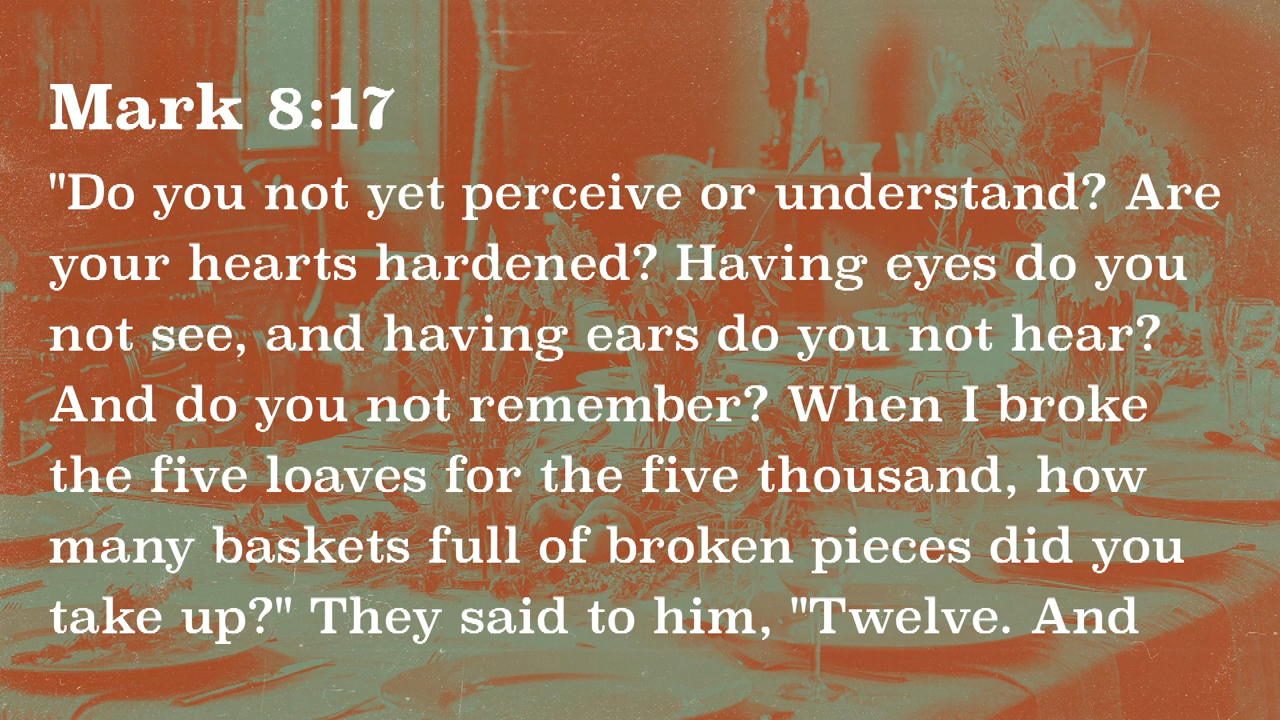 Mark 8:17
"Do you not yet perceive or understand? Are
your hearts hardened? Having eyes do you
not see, and having ears do you not hear?
And do you not remember? When I broke
the five loaves for the five thousand, how
many baskets full of broken pieces did you
take up?" They said to him, "Twelve. And